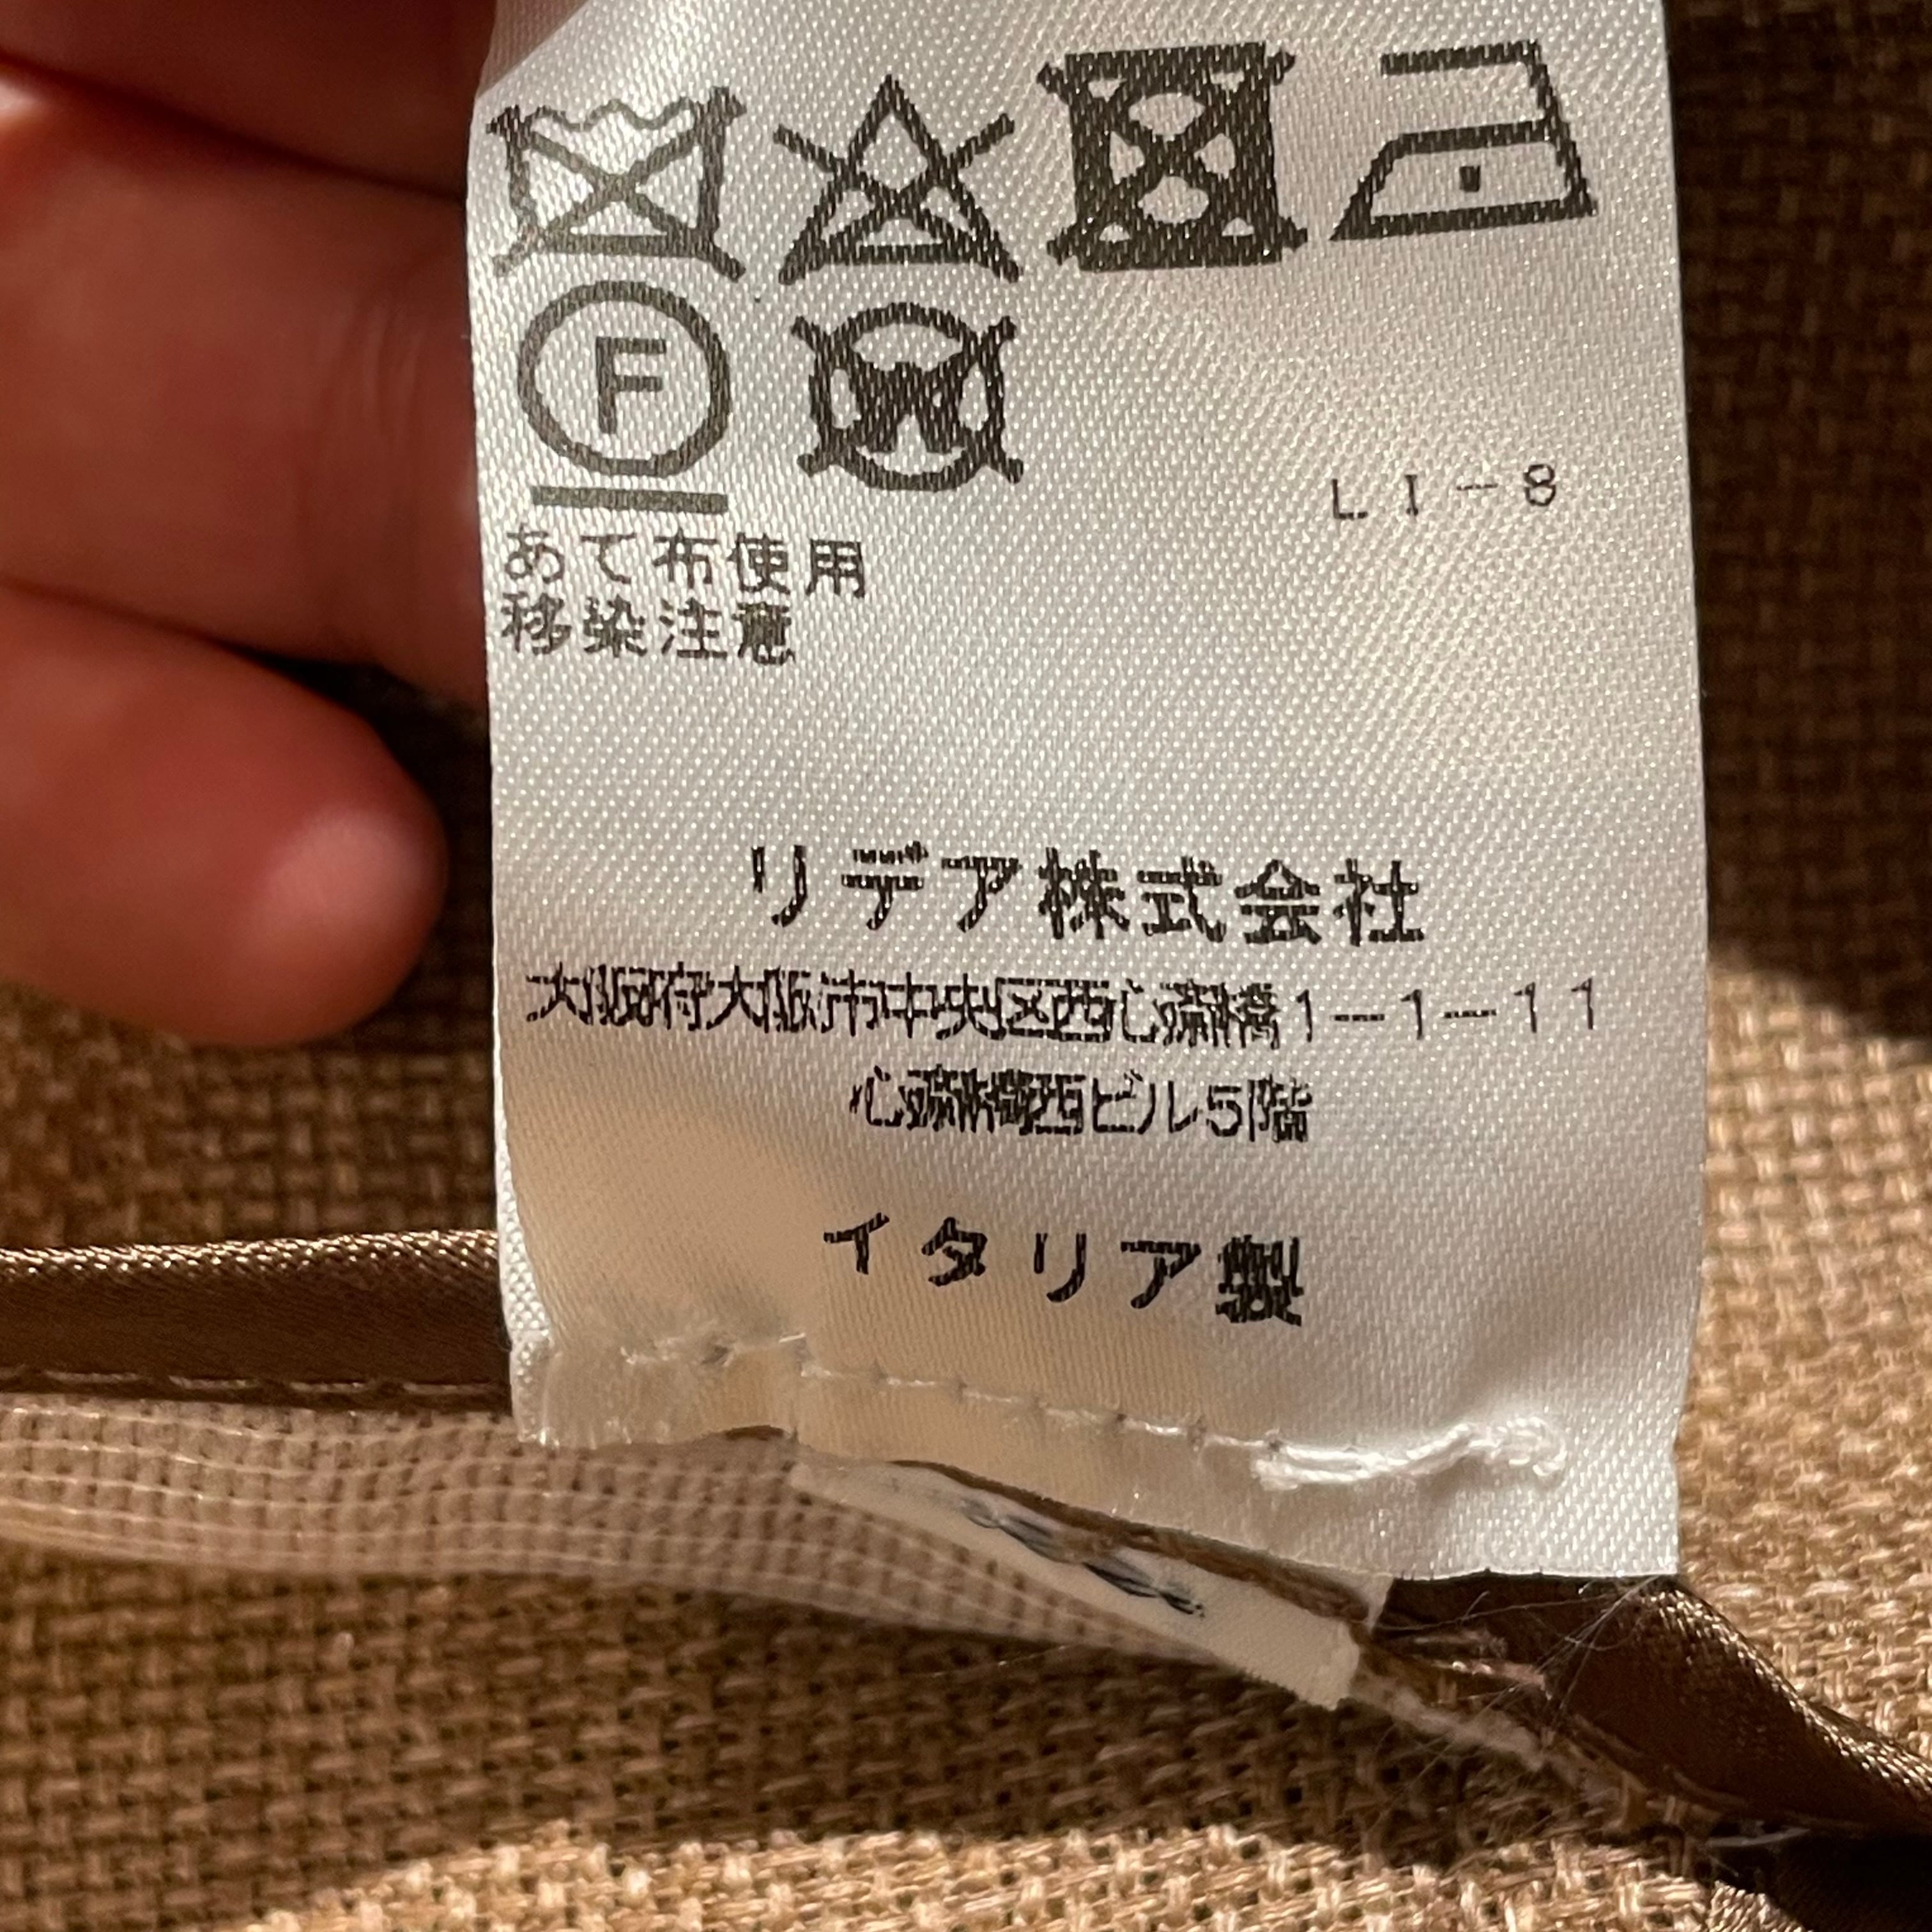 F
W
LI-8
あて布使用
移染注意
リデア株式会社
大阪府大阪市中央区西心斎橋1-1-11
心斎橋西ビル5階
イタリア製